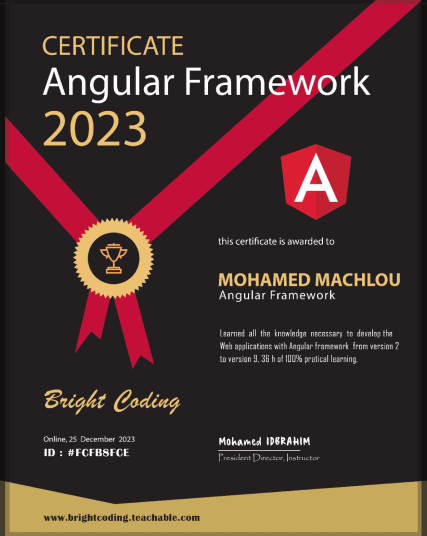 CERTIFICATE
Angular Framework
2023
A
this certificate is awarded to
MOHAMED MACHLOU
Angular Framework
Learned all the knowledge necessary to develop the
Web applications with Angular framework from version 2
to version 9. 36 h of 100% pratical learning.
Bright Coding
Online, 25 December 2023
ID : #FCFB8FCE
Mohamed IDBRAHIM
President Director, Instructor
www.brightcoding.teachable.com